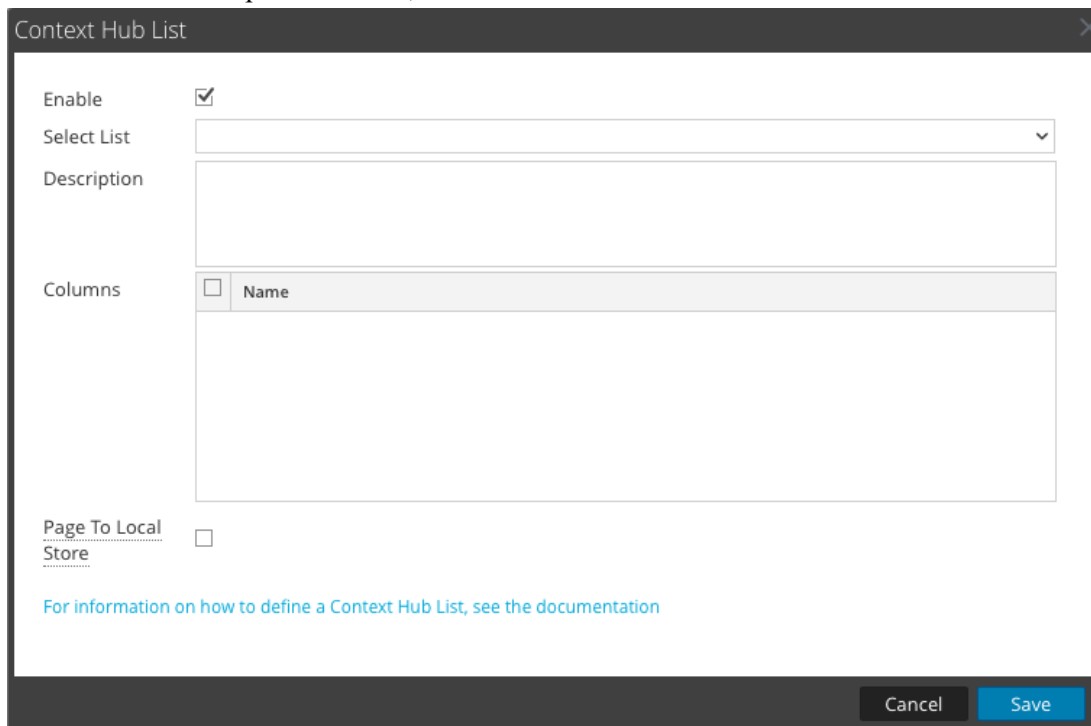 Context Hub List
Enable
Select List
Description
Columns
Name
Page To Local
Store
For information on how to define a Context Hub List, see the documentation
Cancel Save